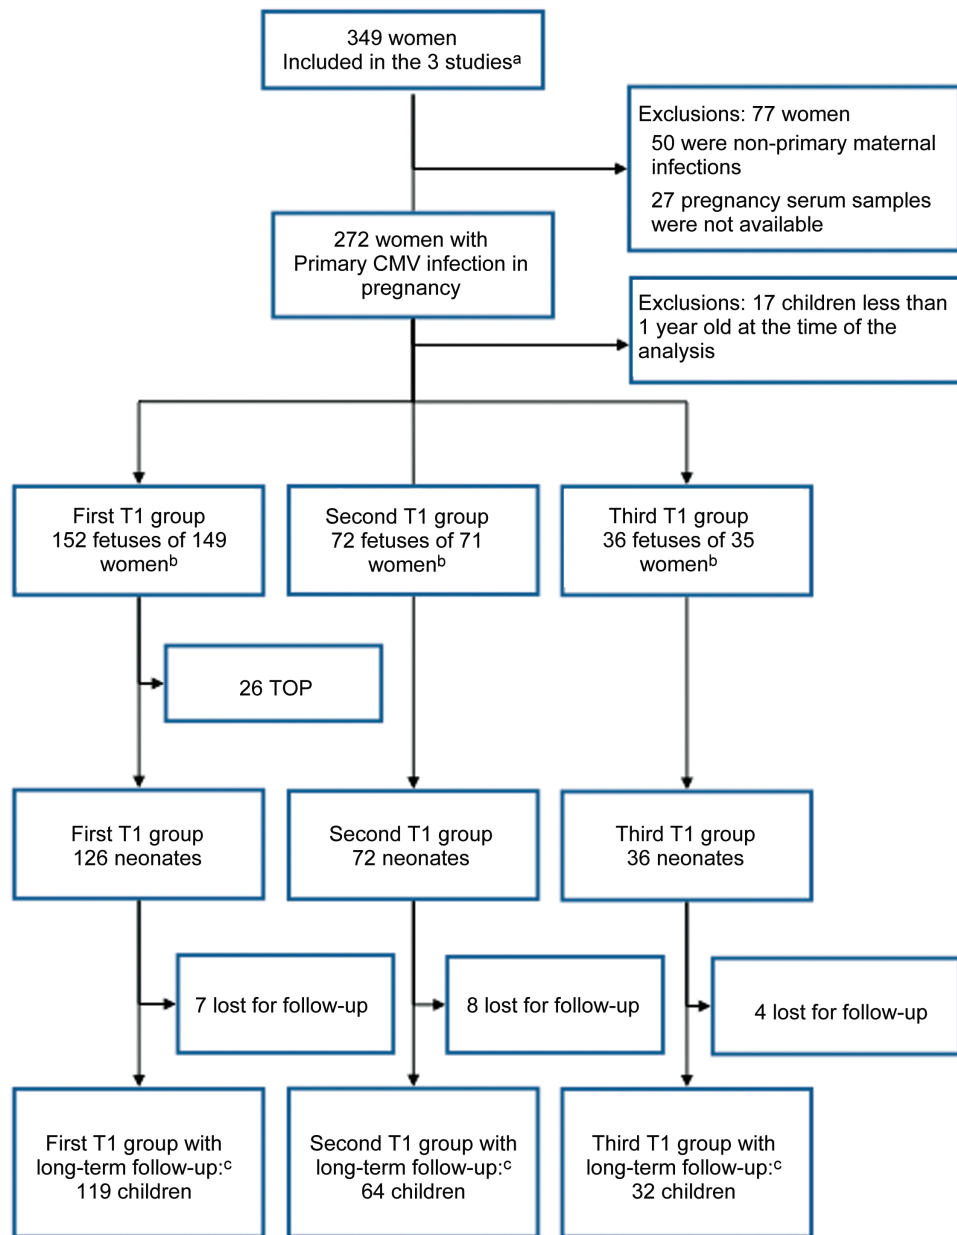 349 women
Included in the 3 studiesᵃ
Exclusions: 77 women
50 were non-primary maternal
infections
27 pregnancy serum samples
were not available
272 women with
Primary CMV infection in
pregnancy
Exclusions: 17 children less than
1 year old at the time of the
analysis
First T1 group
152 fetuses of 149
womenᵇ
Second T1 group
72 fetuses of 71
womenᵇ
Third T1 group
36 fetuses of 35
womenᵇ
26 TOP
First T1 group
126 neonates
Second T1 group
72 neonates
Third T1 group
36 neonates
7 lost for follow-up
8 lost for follow-up
4 lost for follow-up
First T1 group with
long-term follow-up:ᶜ
119 children
Second T1 group with
long-term follow-up:ᶜ
64 children
Third T1 group with
long-term follow-up:ᶜ
32 children